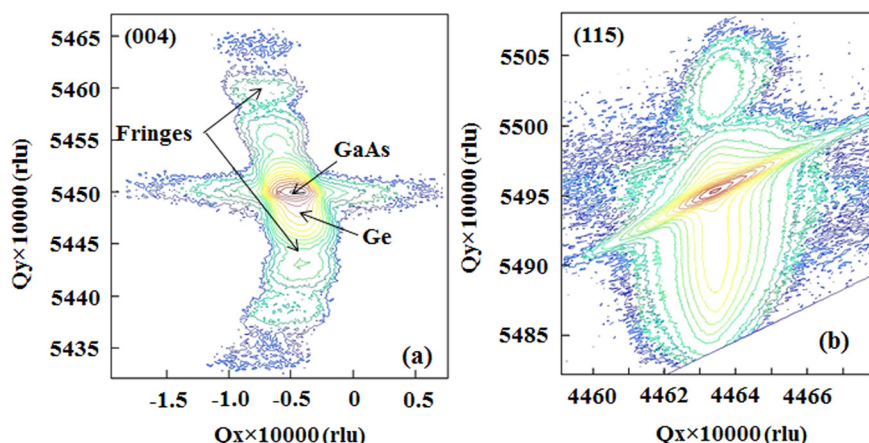 (004)
5465
5460
5455
5450
5445
5440
5435
Qy×10000 (rlu)
Fringes
GaAs
Ge
(a)
-1.5 -1.0 -0.5 0 0.5
Qx×10000 (rlu)
(115)
5505
5500
5495
5490
5485
Qy×10000 (rlu)
(b)
4460 4462 4464 4466
Qx×10000 (rlu)